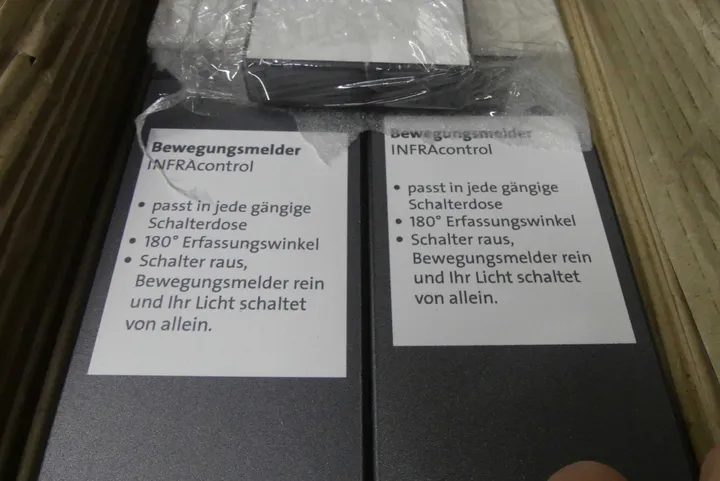 Bewegungsmelder
INFRAcontrol
• passt in jede gängige
Schalterdose
• 180° Erfassungswinkel
• Schalter raus,
Bewegungsmelder rein
und Ihr Licht schaltet
von allein.
Bewegungsmelder
INFRAcontrol
• passt in jede gängige
Schalterdose
• 180° Erfassungswinkel
• Schalter raus,
Bewegungsmelder rein
und Ihr Licht schaltet
von allein.